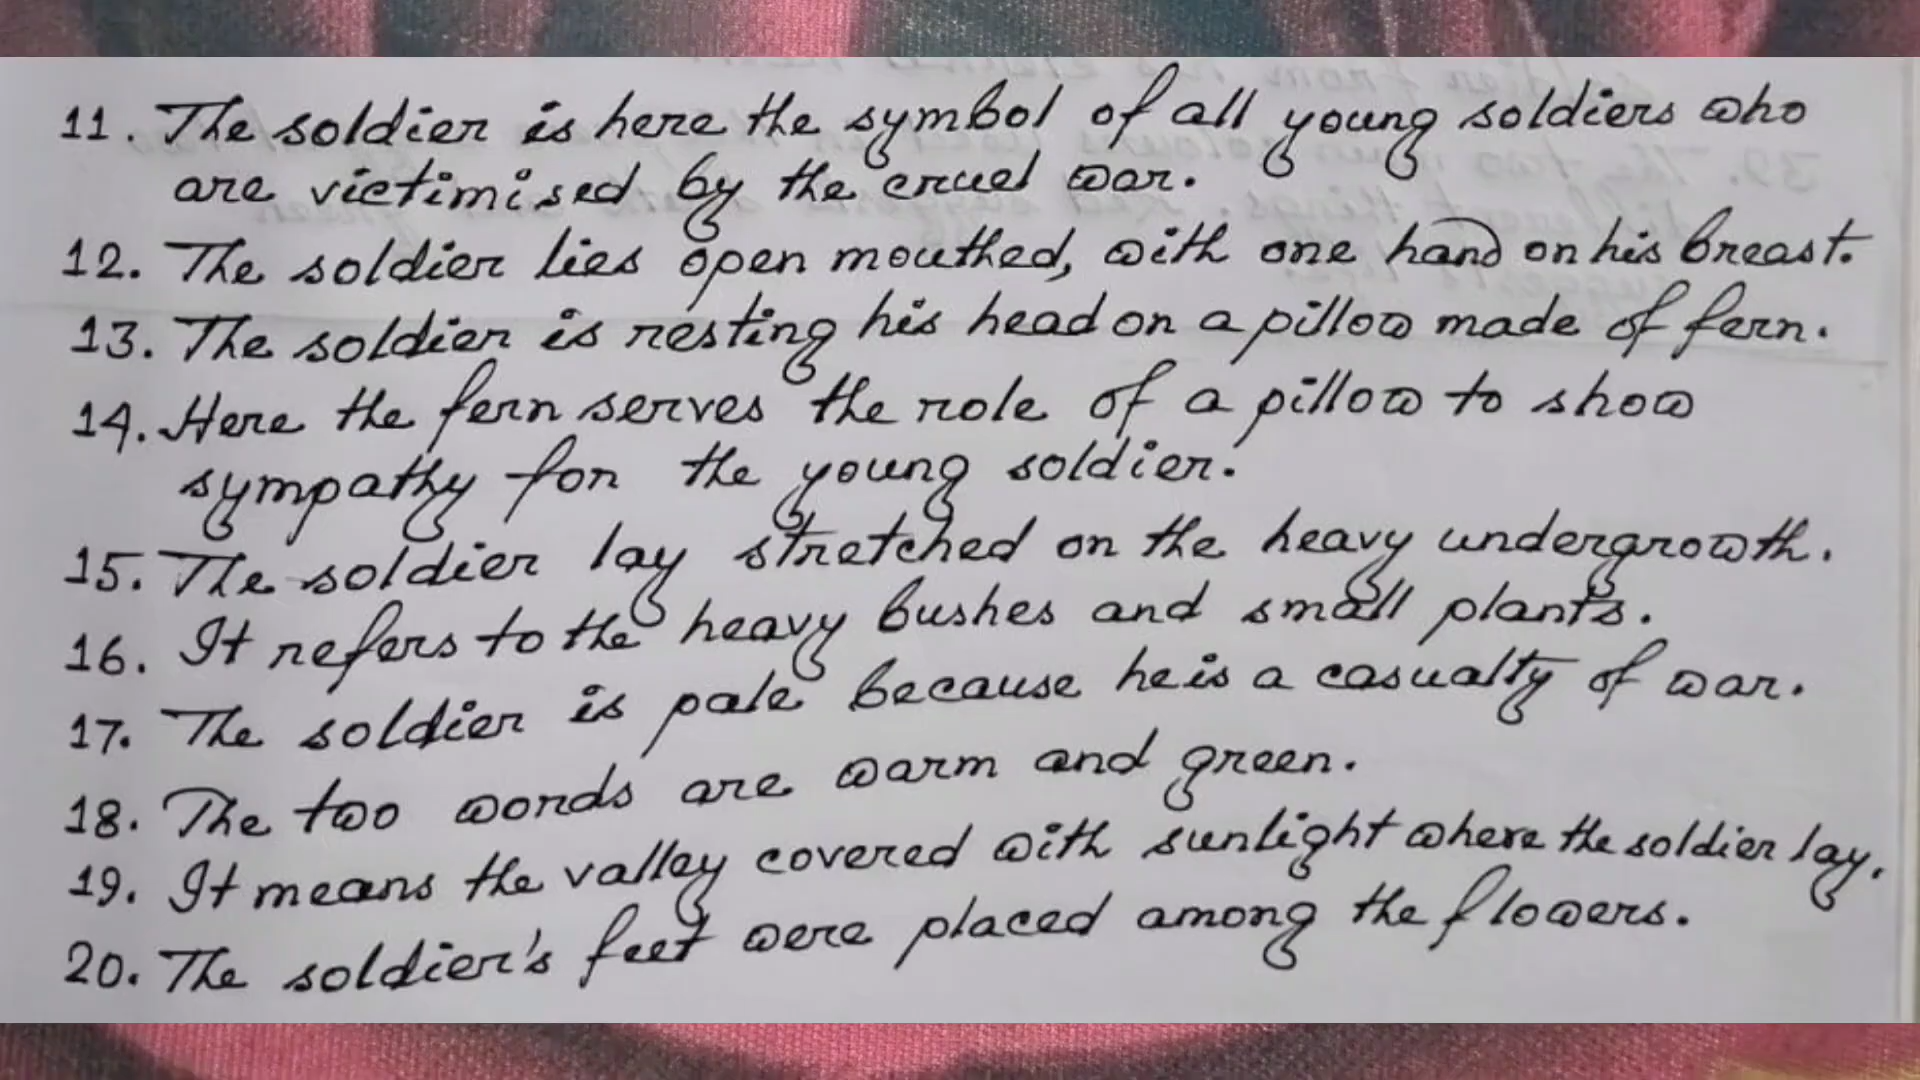 11. The soldier is here the symbol of all young soldiers who
are victimised by the cruel war.
12. The soldier lies open mouthed, with one hand on his breast.
13. The soldier is resting his head on a pillow made of fern.
14. Here the fern serves the role of a pillow to show
sympathy for the young soldier.
15. The soldier lay stretched on the heavy undergrowth.
16. It refers to the heavy bushes and small plants.
17. The soldier is pale because he is a casualty of war.
18. The two words are warm and green.
19. It means the valley covered with sunlight where the soldier lay.
20. The soldier's feet were placed among the flowers.